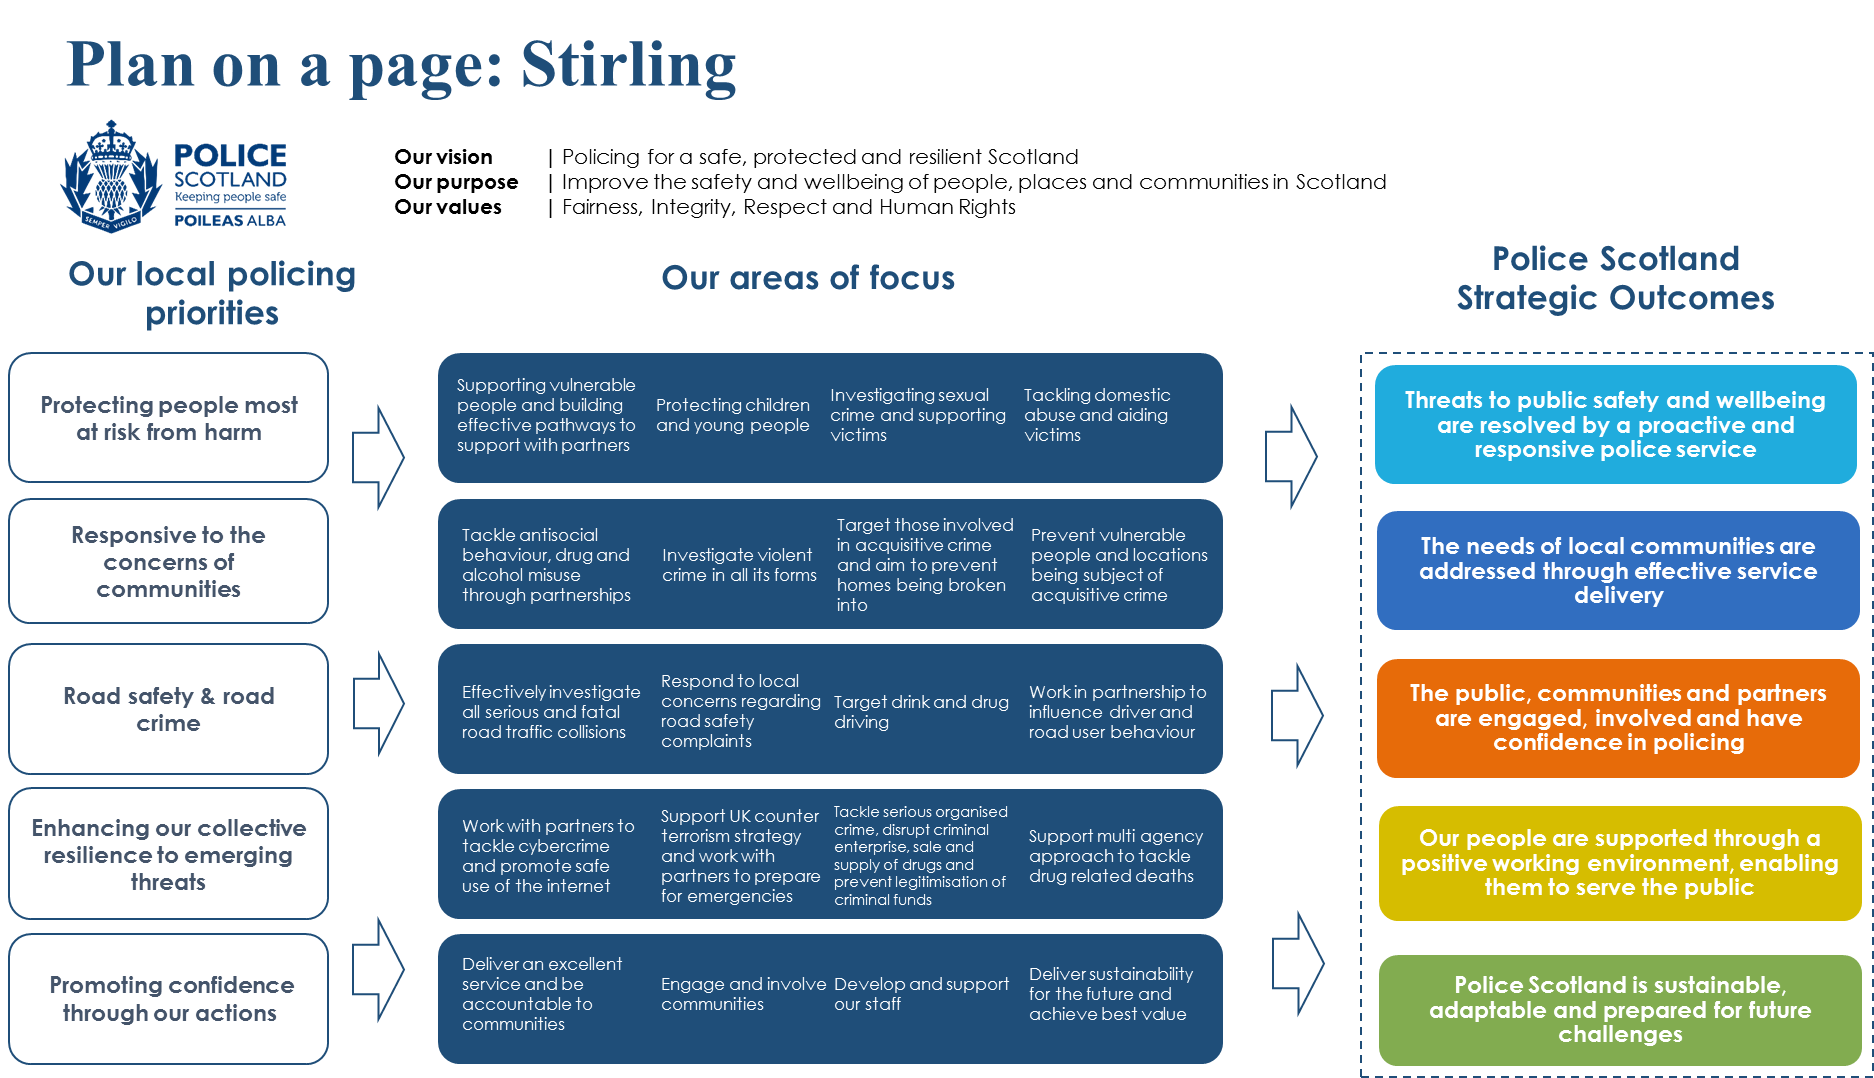 Plan on a page: Stirling
SEMPER VIGILO
POLICE
SCOTLAND
Keeping people safe
POILEAS ALBA
Our vision | Policing for a safe, protected and resilient Scotland
Our purpose | Improve the safety and wellbeing of people, places and communities in Scotland
Our values | Fairness, Integrity, Respect and Human Rights
Our local policing
priorities
Our areas of focus
Police Scotland
Strategic Outcomes
Protecting people most
at risk from harm
Supporting vulnerable
people and building
effective pathways to
support with partners
Protecting children
and young people
Investigating sexual
crime and supporting
victims
Tackling domestic
abuse and aiding
victims
Threats to public safety and wellbeing
are resolved by a proactive and
responsive police service
Responsive to the
concerns of
communities
Tackle antisocial
behaviour, drug and
alcohol misuse
through partnerships
Investigate violent
crime in all its forms
Target those involved
in acquisitive crime
and aim to prevent
homes being broken
into
Prevent vulnerable
people and locations
being subject of
acquisitive crime
The needs of local communities are
addressed through effective service
delivery
Road safety & road
crime
Effectively investigate
all serious and fatal
road traffic collisions
Respond to local
concerns regarding
road safety
complaints
Target drink and drug
driving
Work in partnership to
influence driver and
road user behaviour
The public, communities and partners
are engaged, involved and have
confidence in policing
Enhancing our collective
resilience to emerging
threats
Work with partners to
tackle cybercrime
and promote safe
use of the internet
Support UK counter
terrorism strategy
and work with
partners to prepare
for emergencies
Tackle serious organised
crime, disrupt criminal
enterprise, sale and
supply of drugs and
prevent legitimisation of
criminal funds
Support multi agency
approach to tackle
drug related deaths
Our people are supported through a
positive working environment, enabling
them to serve the public
Promoting confidence
through our actions
Deliver an excellent
service and be
accountable to
communities
Engage and involve
communities
Develop and support
our staff
Deliver sustainability
for the future and
achieve best value
Police Scotland is sustainable,
adaptable and prepared for future
challenges